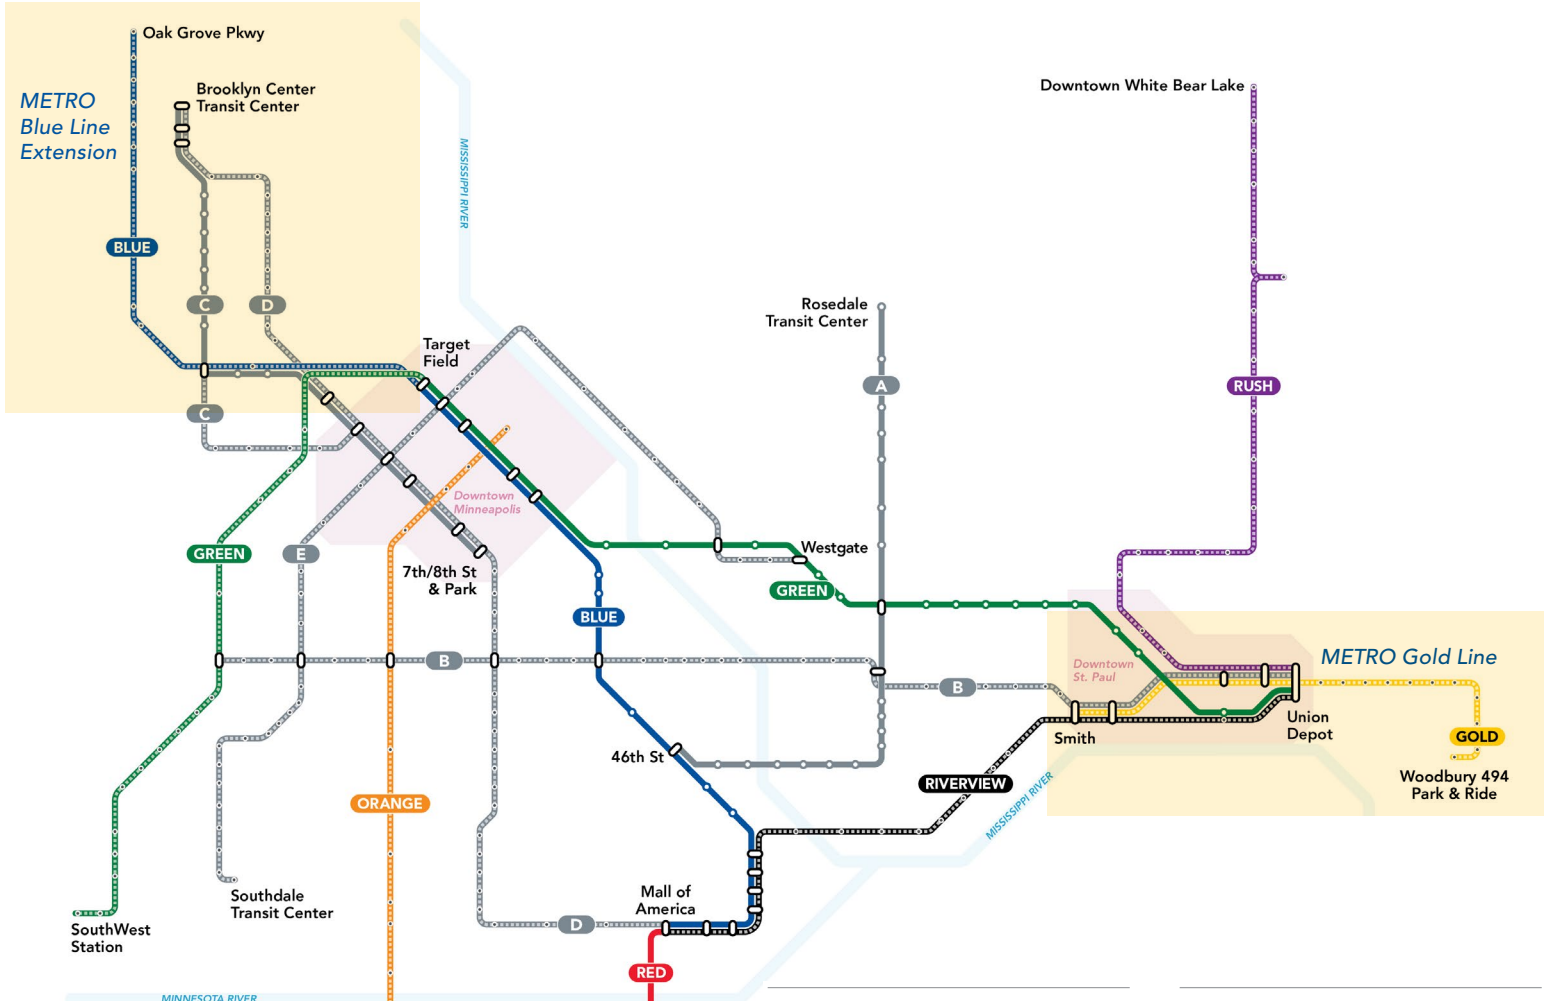 Oak Grove Pkwy
METRO
Blue Line
Extension
Brooklyn Center
Transit Center
MISSISSIPPI RIVER
Downtown White Bear Lake
BLUE
C
D
Rosedale
Transit Center
Target
Field
A
RUSH
C
Downtown
Minneapolis
GREEN
E
7th/8th St
& Park
Westgate
GREEN
BLUE
B
B
Downtown
St. Paul
METRO Gold Line
Smith
Union
Depot
GOLD
46th St
RIVERVIEW
MISSISSIPPI RIVER
Woodbury 494
Park & Ride
ORANGE
Southdale
Transit Center
Mall of
America
D
SouthWest
Station
RED
MINNESOTA RIVER